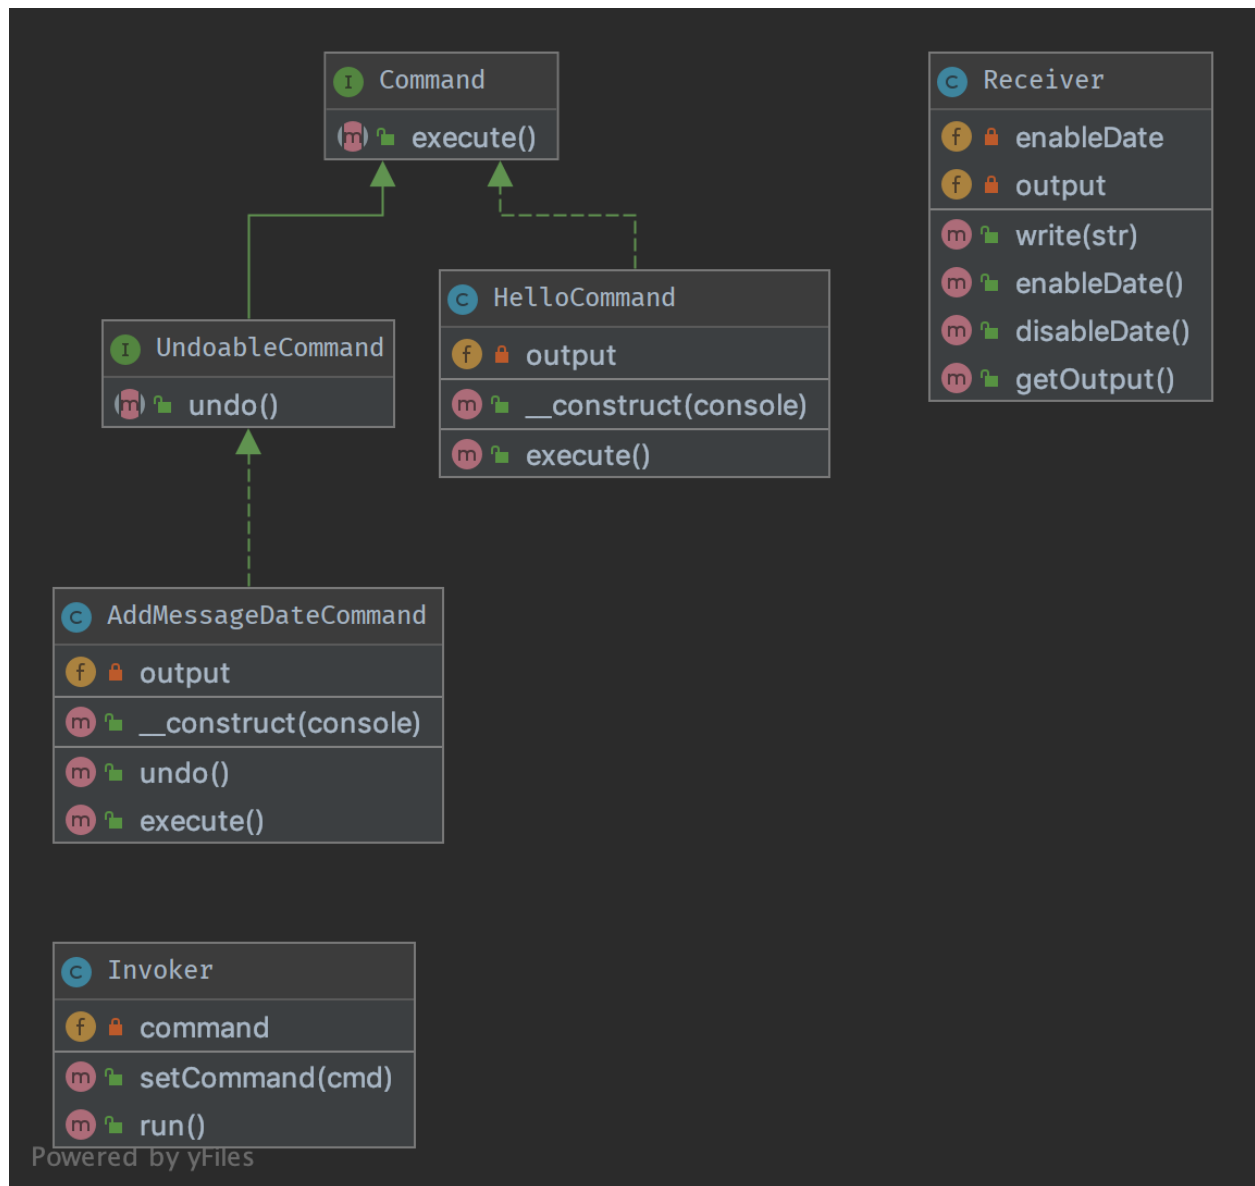 Command
execute()
Receiver
enableDate
output
write(str)
enableDate()
disableDate()
getOutput()
HelloCommand
output
__construct(console)
execute()
UndoableCommand
undo()
AddMessageDateCommand
output
__construct(console)
undo()
execute()
Invoker
command
setCommand(cmd)
run()
Powered by yFiles